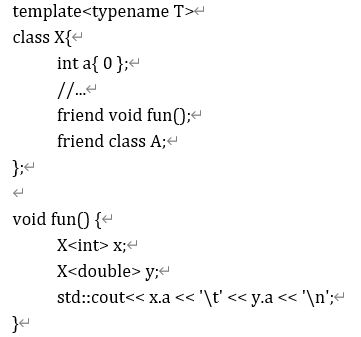 template<typename T>↵
class X{↵
int a{ 0 };↵
//...↵
friend void fun();↵
friend class A;↵
};↵
↵
void fun() {↵
X<int> x;↵
X<double> y;↵
std::cout<< x.a << '\t' << y.a << '\n';↵
}↵